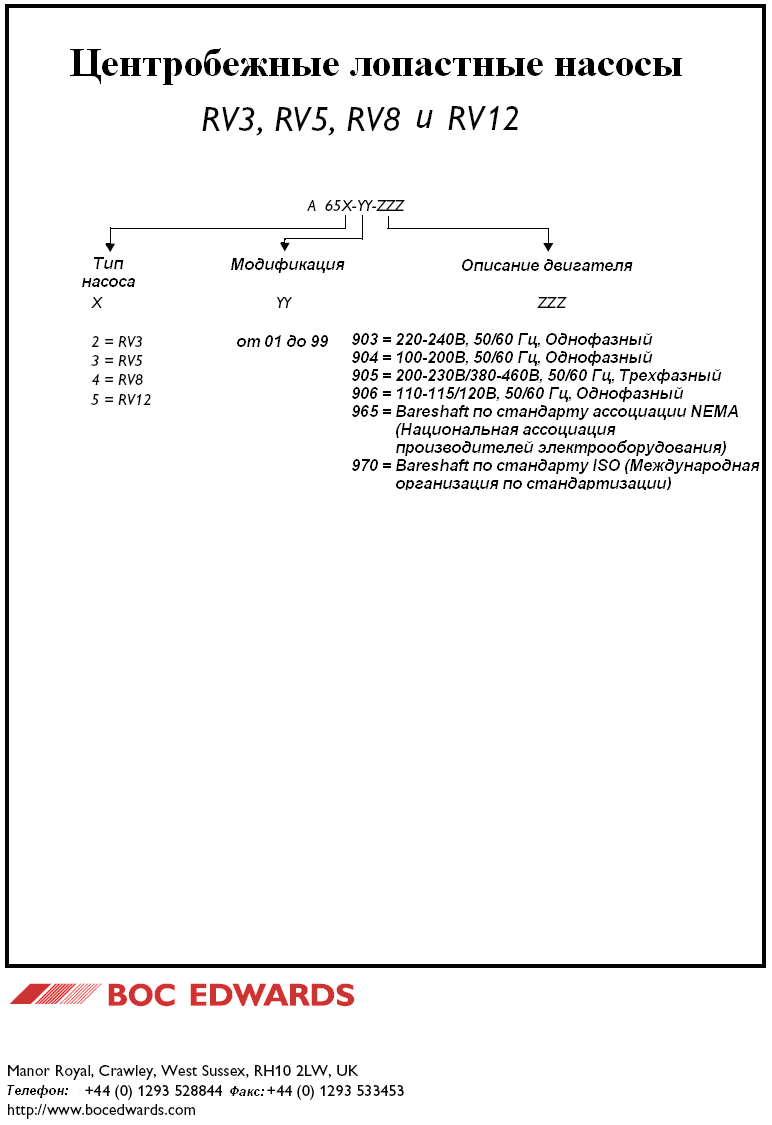 Центробежные лопастные насосы
RV3, RV5, RV8 и RV12
A 65X-YY-ZZZ
Тип
насоса
X
2 = RV3
3 = RV5
4 = RV8
5 = RV12
Модификация
YY
от 01 до 99
Описание двигателя
ZZZ
903 = 220-240В, 50/60 Гц, Однофазный
904 = 100-200В, 50/60 Гц, Однофазный
905 = 200-230В/380-460В, 50/60 Гц, Трехфазный
906 = 110-115/120В, 50/60 Гц, Однофазный
965 = Bareshaft по стандарту ассоциации NEMA
(Национальная ассоциация
производителей электрооборудования)
970 = Bareshaft по стандарту ISO (Международная
организация по стандартизации)
BOC EDWARDS
Manor Royal, Crawley, West Sussex, RH10 2LW, UK
Телефон: +44 (0) 1293 528844 Факс: +44 (0) 1293 533453
http://www.bocedwards.com